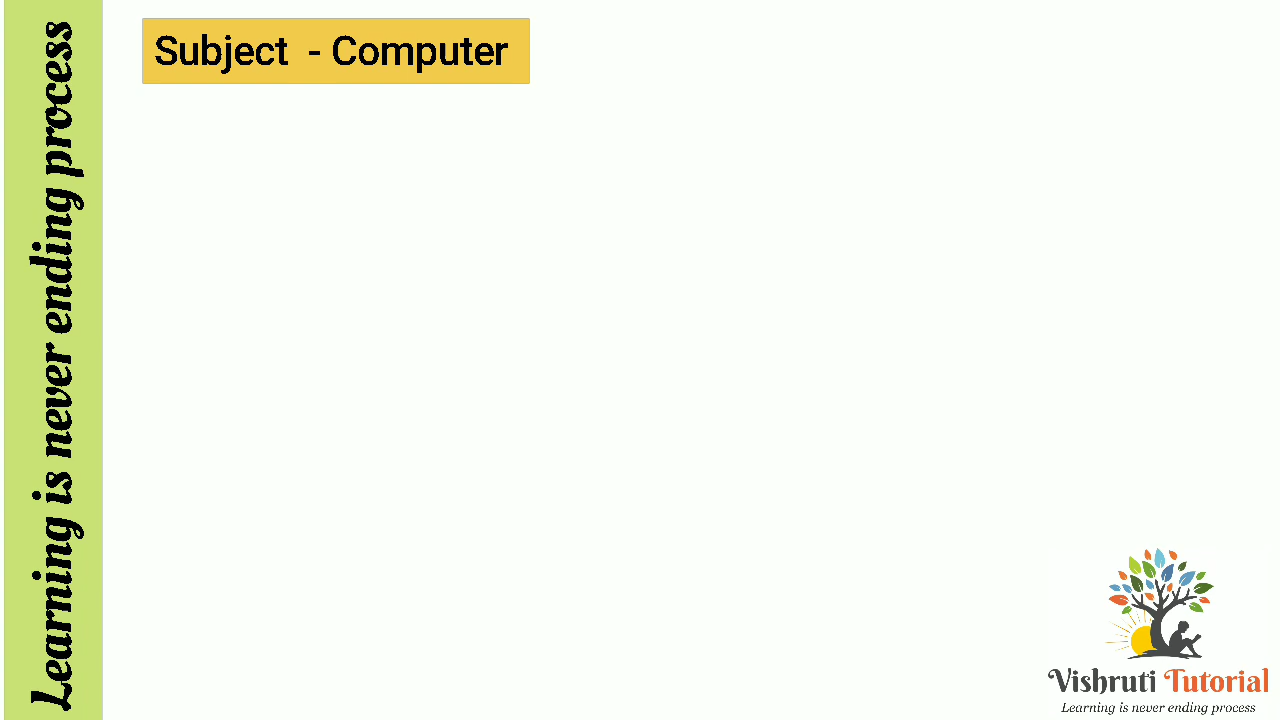 Learning is never ending process
Subject - Computer
Vishruti Tutorial
Learning is never ending process